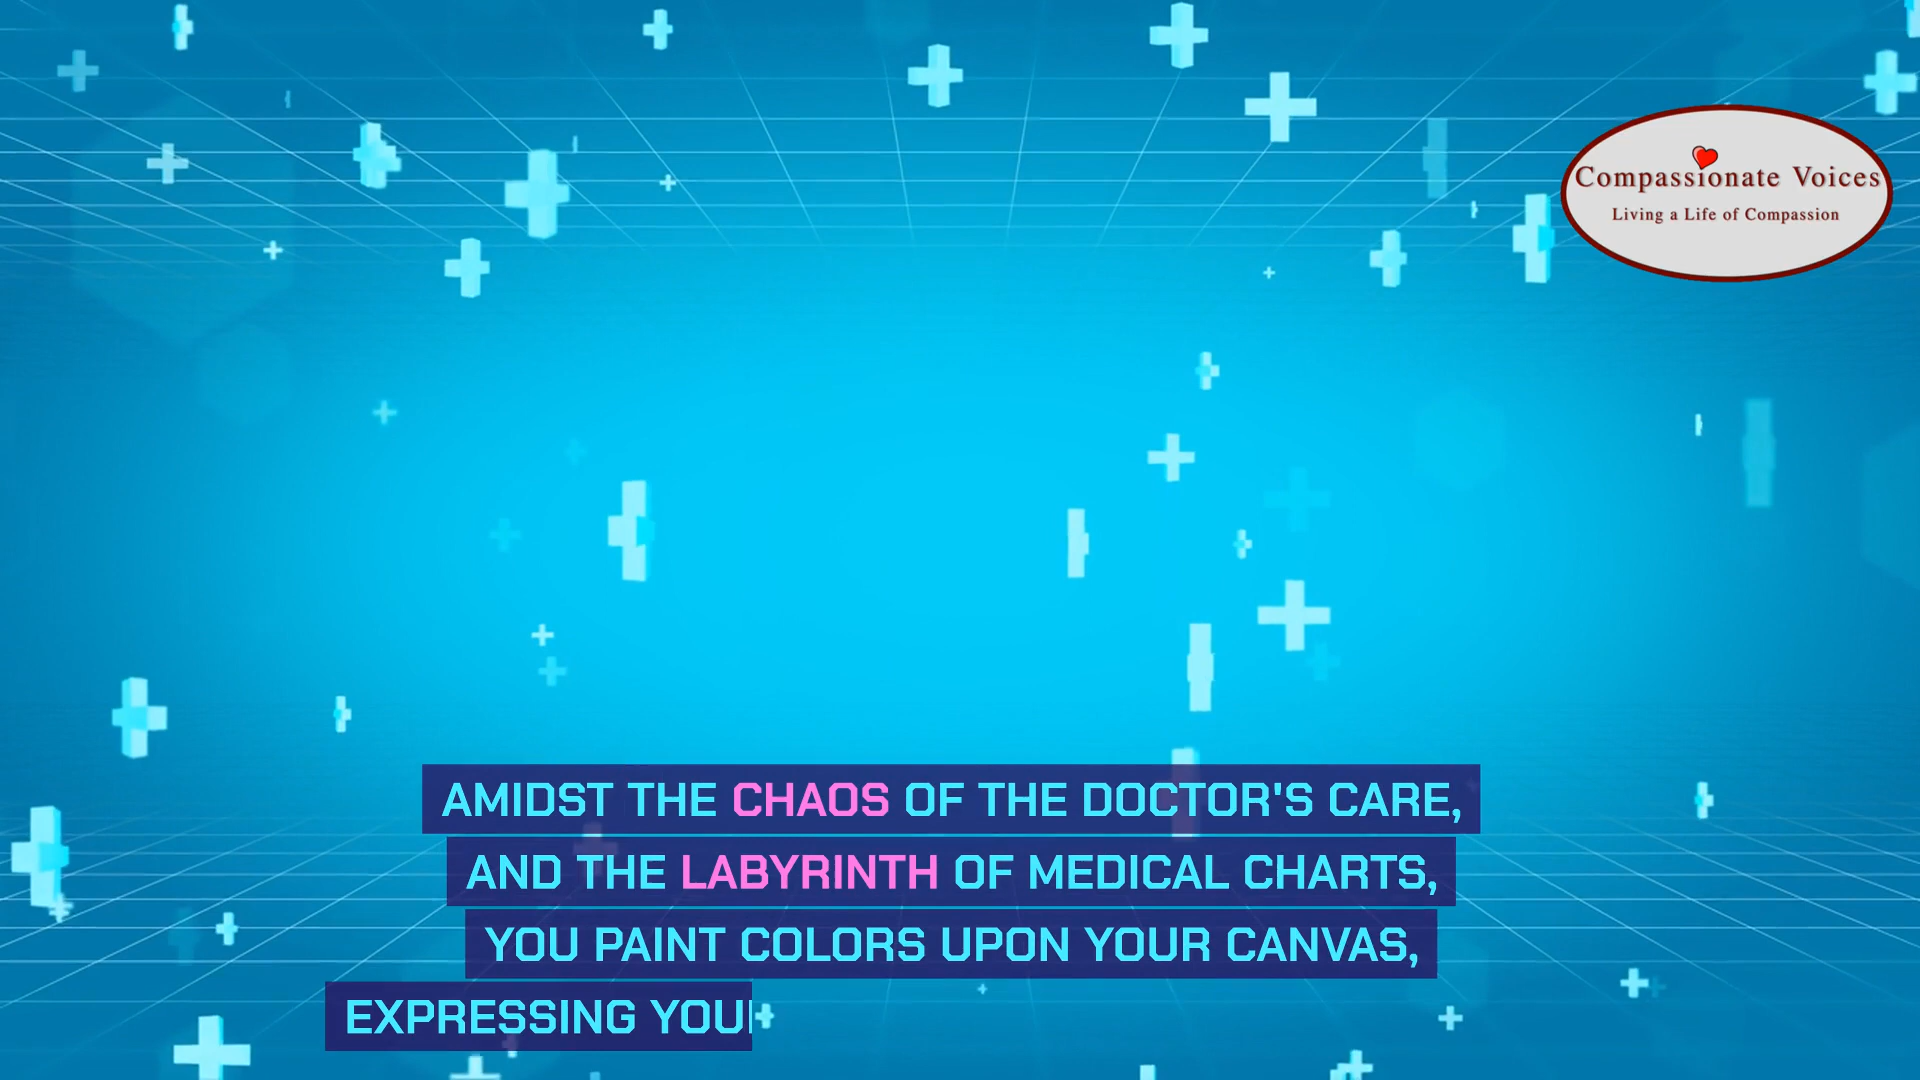 Compassionate Voices
Living a Life of Compassion
AMIDST THE CHAOS OF THE DOCTOR'S CARE,
AND THE LABYRINTH OF MEDICAL CHARTS,
YOU PAINT COLORS UPON YOUR CANVAS,
EXPRESSING YOU